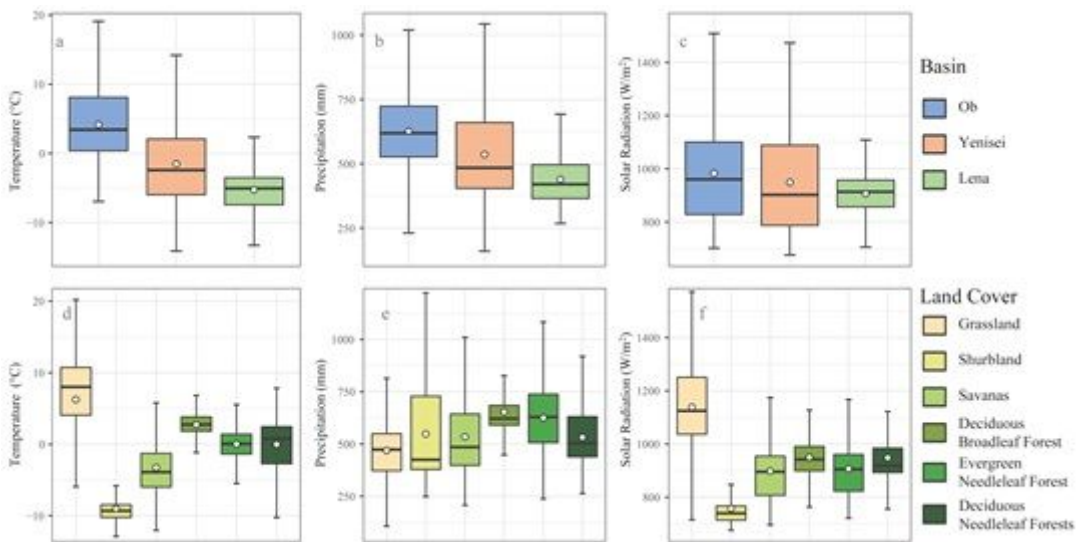 a
Temperature (°C)
20
10
0
−10
b
Precipitation (mm)
1000
750
500
250
c
Solar Radiation (W/m²)
1400
1200
1000
800
Basin
Ob
Yenisei
Lena
d
Temperature (°C)
20
10
0
−10
e
Precipitation (mm)
1000
750
500
250
f
Solar Radiation (W/m²)
1400
1200
1000
800
Land Cover
Grassland
Shurbland
Savanas
Deciduous
Broadleaf Forest
Evergreen
Needleleaf Forest
Deciduous
Needleleaf Forests